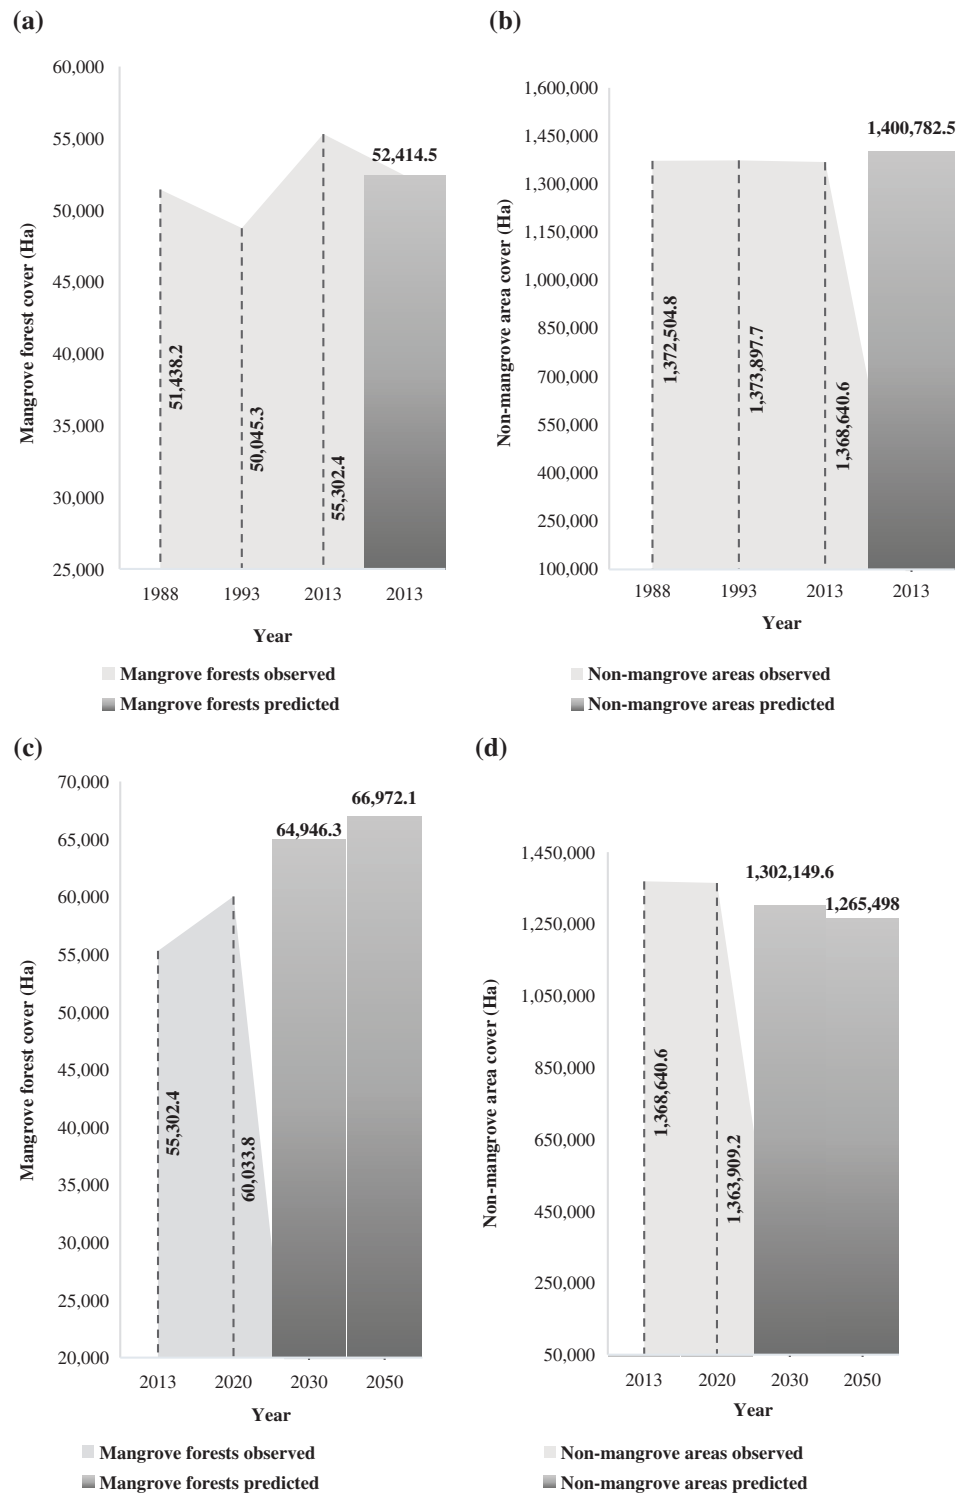 (a)
60,000
55,000
50,000
45,000
40,000
35,000
30,000
25,000
Mangrove forest cover (Ha)
51,438.2
50,045.3
55,302.4
52,414.5
1988 1993 2013 2013
Year
Mangrove forests observed
Mangrove forests predicted
(b)
1,600,000
1,450,000
1,300,000
1,150,000
1,000,000
850,000
700,000
550,000
400,000
250,000
100,000
Non-mangrove area cover (Ha)
1,372,504.8
1,373,897.7
1,368,640.6
1,400,782.5
1988 1993 2013 2013
Year
Non-mangrove areas observed
Non-mangrove areas predicted
(c)
70,000
65,000
60,000
55,000
50,000
45,000
40,000
35,000
30,000
25,000
20,000
Mangrove forest cover (Ha)
55,302.4
60,033.8
64,946.3
66,972.1
2013 2020 2030 2050
Year
Mangrove forests observed
Mangrove forests predicted
(d)
1,450,000
1,250,000
1,050,000
850,000
650,000
450,000
250,000
50,000
Non-mangrove area cover (Ha)
1,368,640.6
1,363,909.2
1,302,149.6
1,265,498
2013 2020 2030 2050
Year
Non-mangrove areas observed
Non-mangrove areas predicted